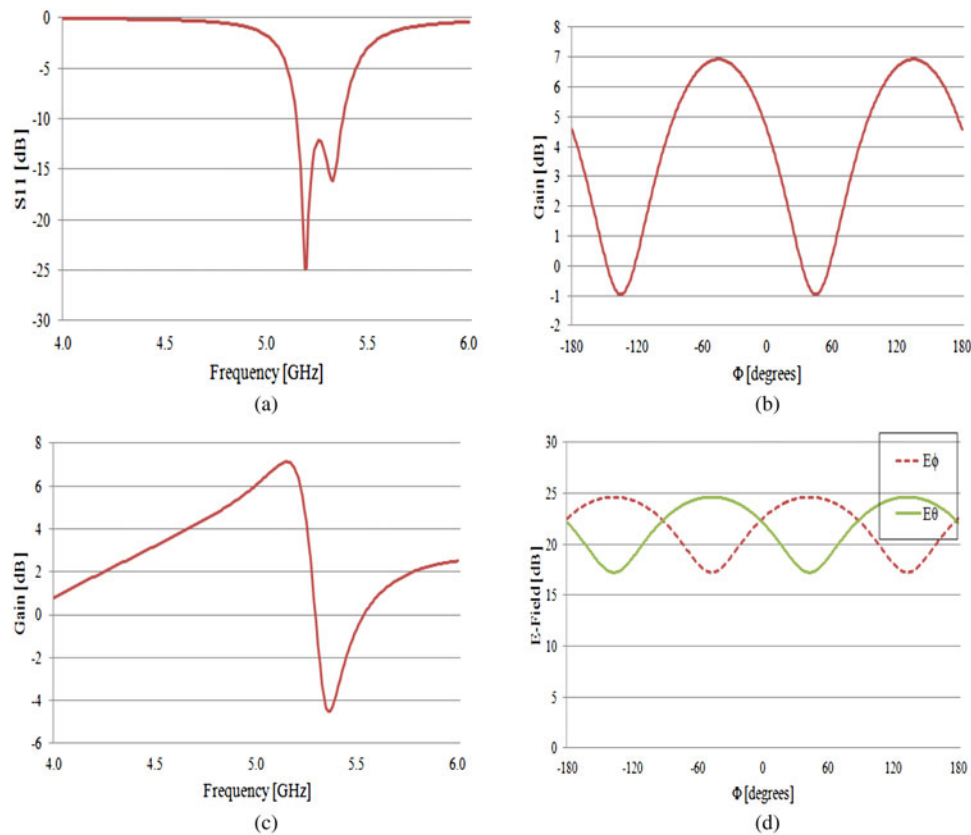 0
-5
-10
-15
-20
-25
-30
S11 [dB]
4.0 4.5 5.0 5.5 6.0
Frequency [GHz]
(a)
8
7
6
5
4
3
2
1
0
-1
-2
Gain [dB]
-180 -120 -60 0 60 120 180
Φ [degrees]
(b)
8
6
4
2
0
-2
-4
-6
Gain [dB]
4.0 4.5 5.0 5.5 6.0
Frequency [GHz]
(c)
30
25
20
15
10
5
0
E-Field [dB]
Eϕ
Eθ
-180 -120 -60 0 60 120 180
Φ [degrees]
(d)